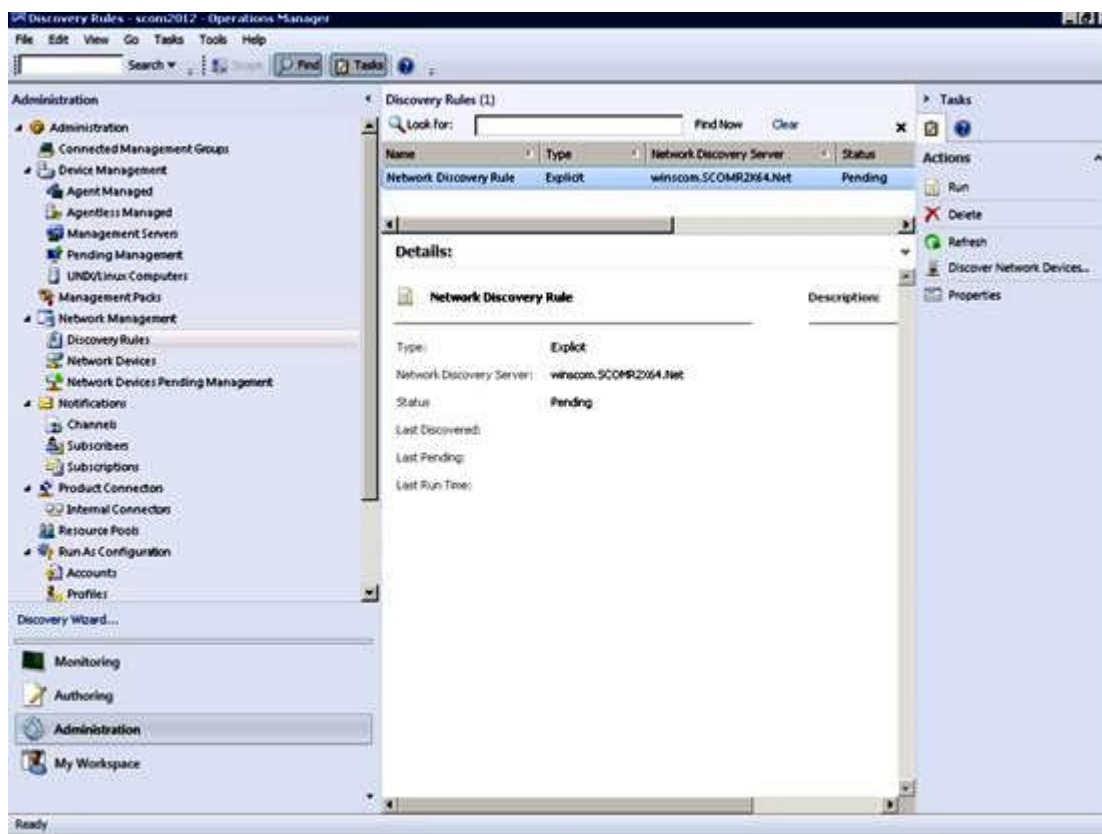 Discovery Rules - scom2012 - Operations Manager
File Edit View Go Tasks Tools Help
Search Scope Find Tasks
Administration
Administration
Connected Management Groups
Device Management
Agent Managed
Agentless Managed
Management Servers
Pending Management
UNIX/Linux Computers
Management Packs
Network Management
Discovery Rules
Network Devices
Network Devices Pending Management
Notifications
Channels
Subscribers
Subscriptions
Product Connectors
Internal Connectors
Resource Pools
Run As Configuration
Accounts
Profiles
Discovery Wizard...
Monitoring
Authoring
Administration
My Workspace
Discovery Rules (1)
Look for: Find Now Clear
Name Type Network Discovery Server Status
Network Discovery Rule Explicit winscom.SCOMR2X64.Net Pending
Details:
Network Discovery Rule Description:
Type: Explicit
Network Discovery Server: winscom.SCOMR2X64.Net
Status Pending
Last Discovered:
Last Pending:
Last Run Time:
Tasks
Actions
Run
Delete
Refresh
Discover Network Devices...
Properties
Ready